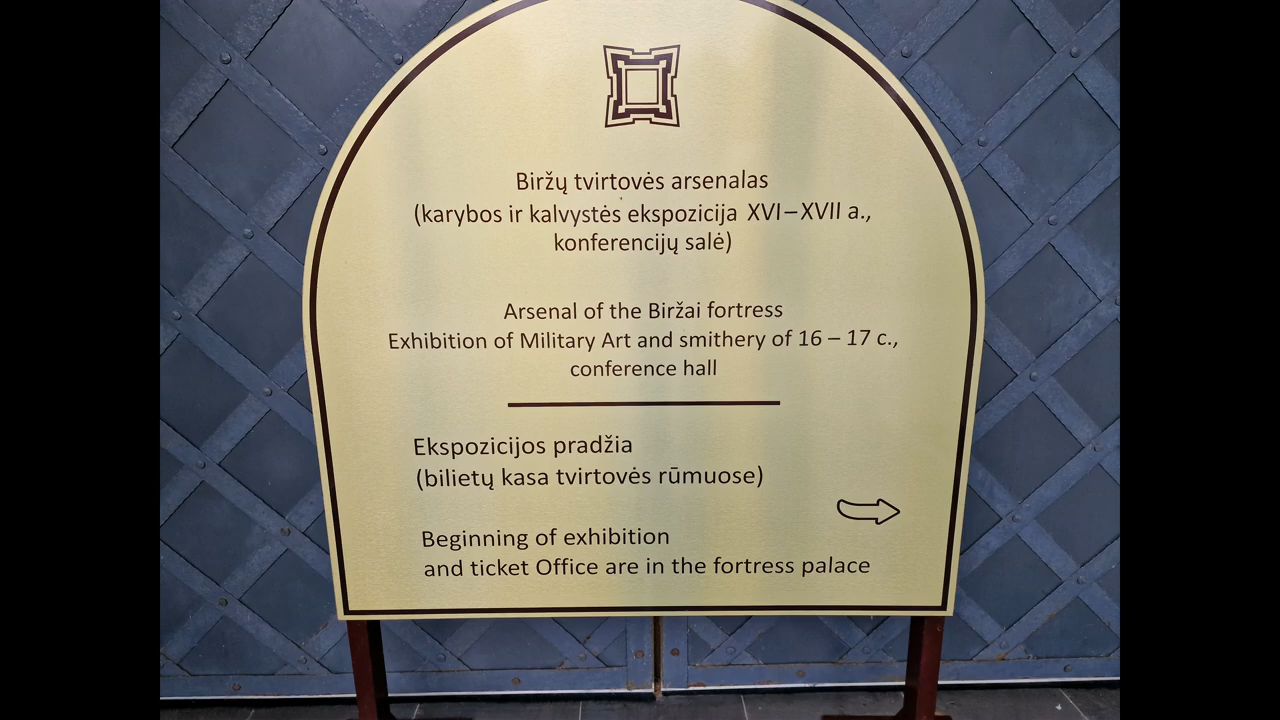 Biržų tvirtovės arsenalas
(karybos ir kalvystės ekspozicija XVI–XVII a.,
konferencijų salė)
Arsenal of the Biržai fortress
Exhibition of Military Art and smithery of 16 – 17 c.,
conference hall
Ekspozicijos pradžia
(bilietų kasa tvirtovės rūmuose)
Beginning of exhibition
and ticket Office are in the fortress palace